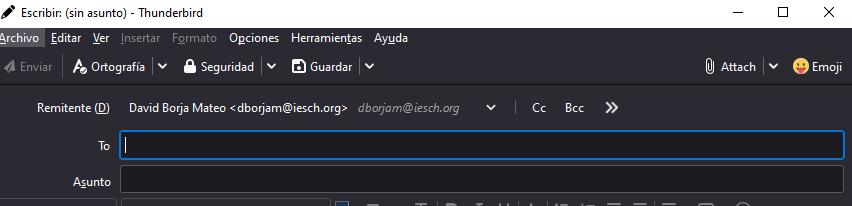 Escribir: (sin asunto) - Thunderbird
Archivo Editar Ver Insertar Formato Opciones Herramientas Ayuda
Enviar Ortografía Seguridad Guardar Attach Emoji
Remitente (D) David Borja Mateo <dborjam@iesch.org> dborjam@iesch.org Cc Bcc
To
Asunto